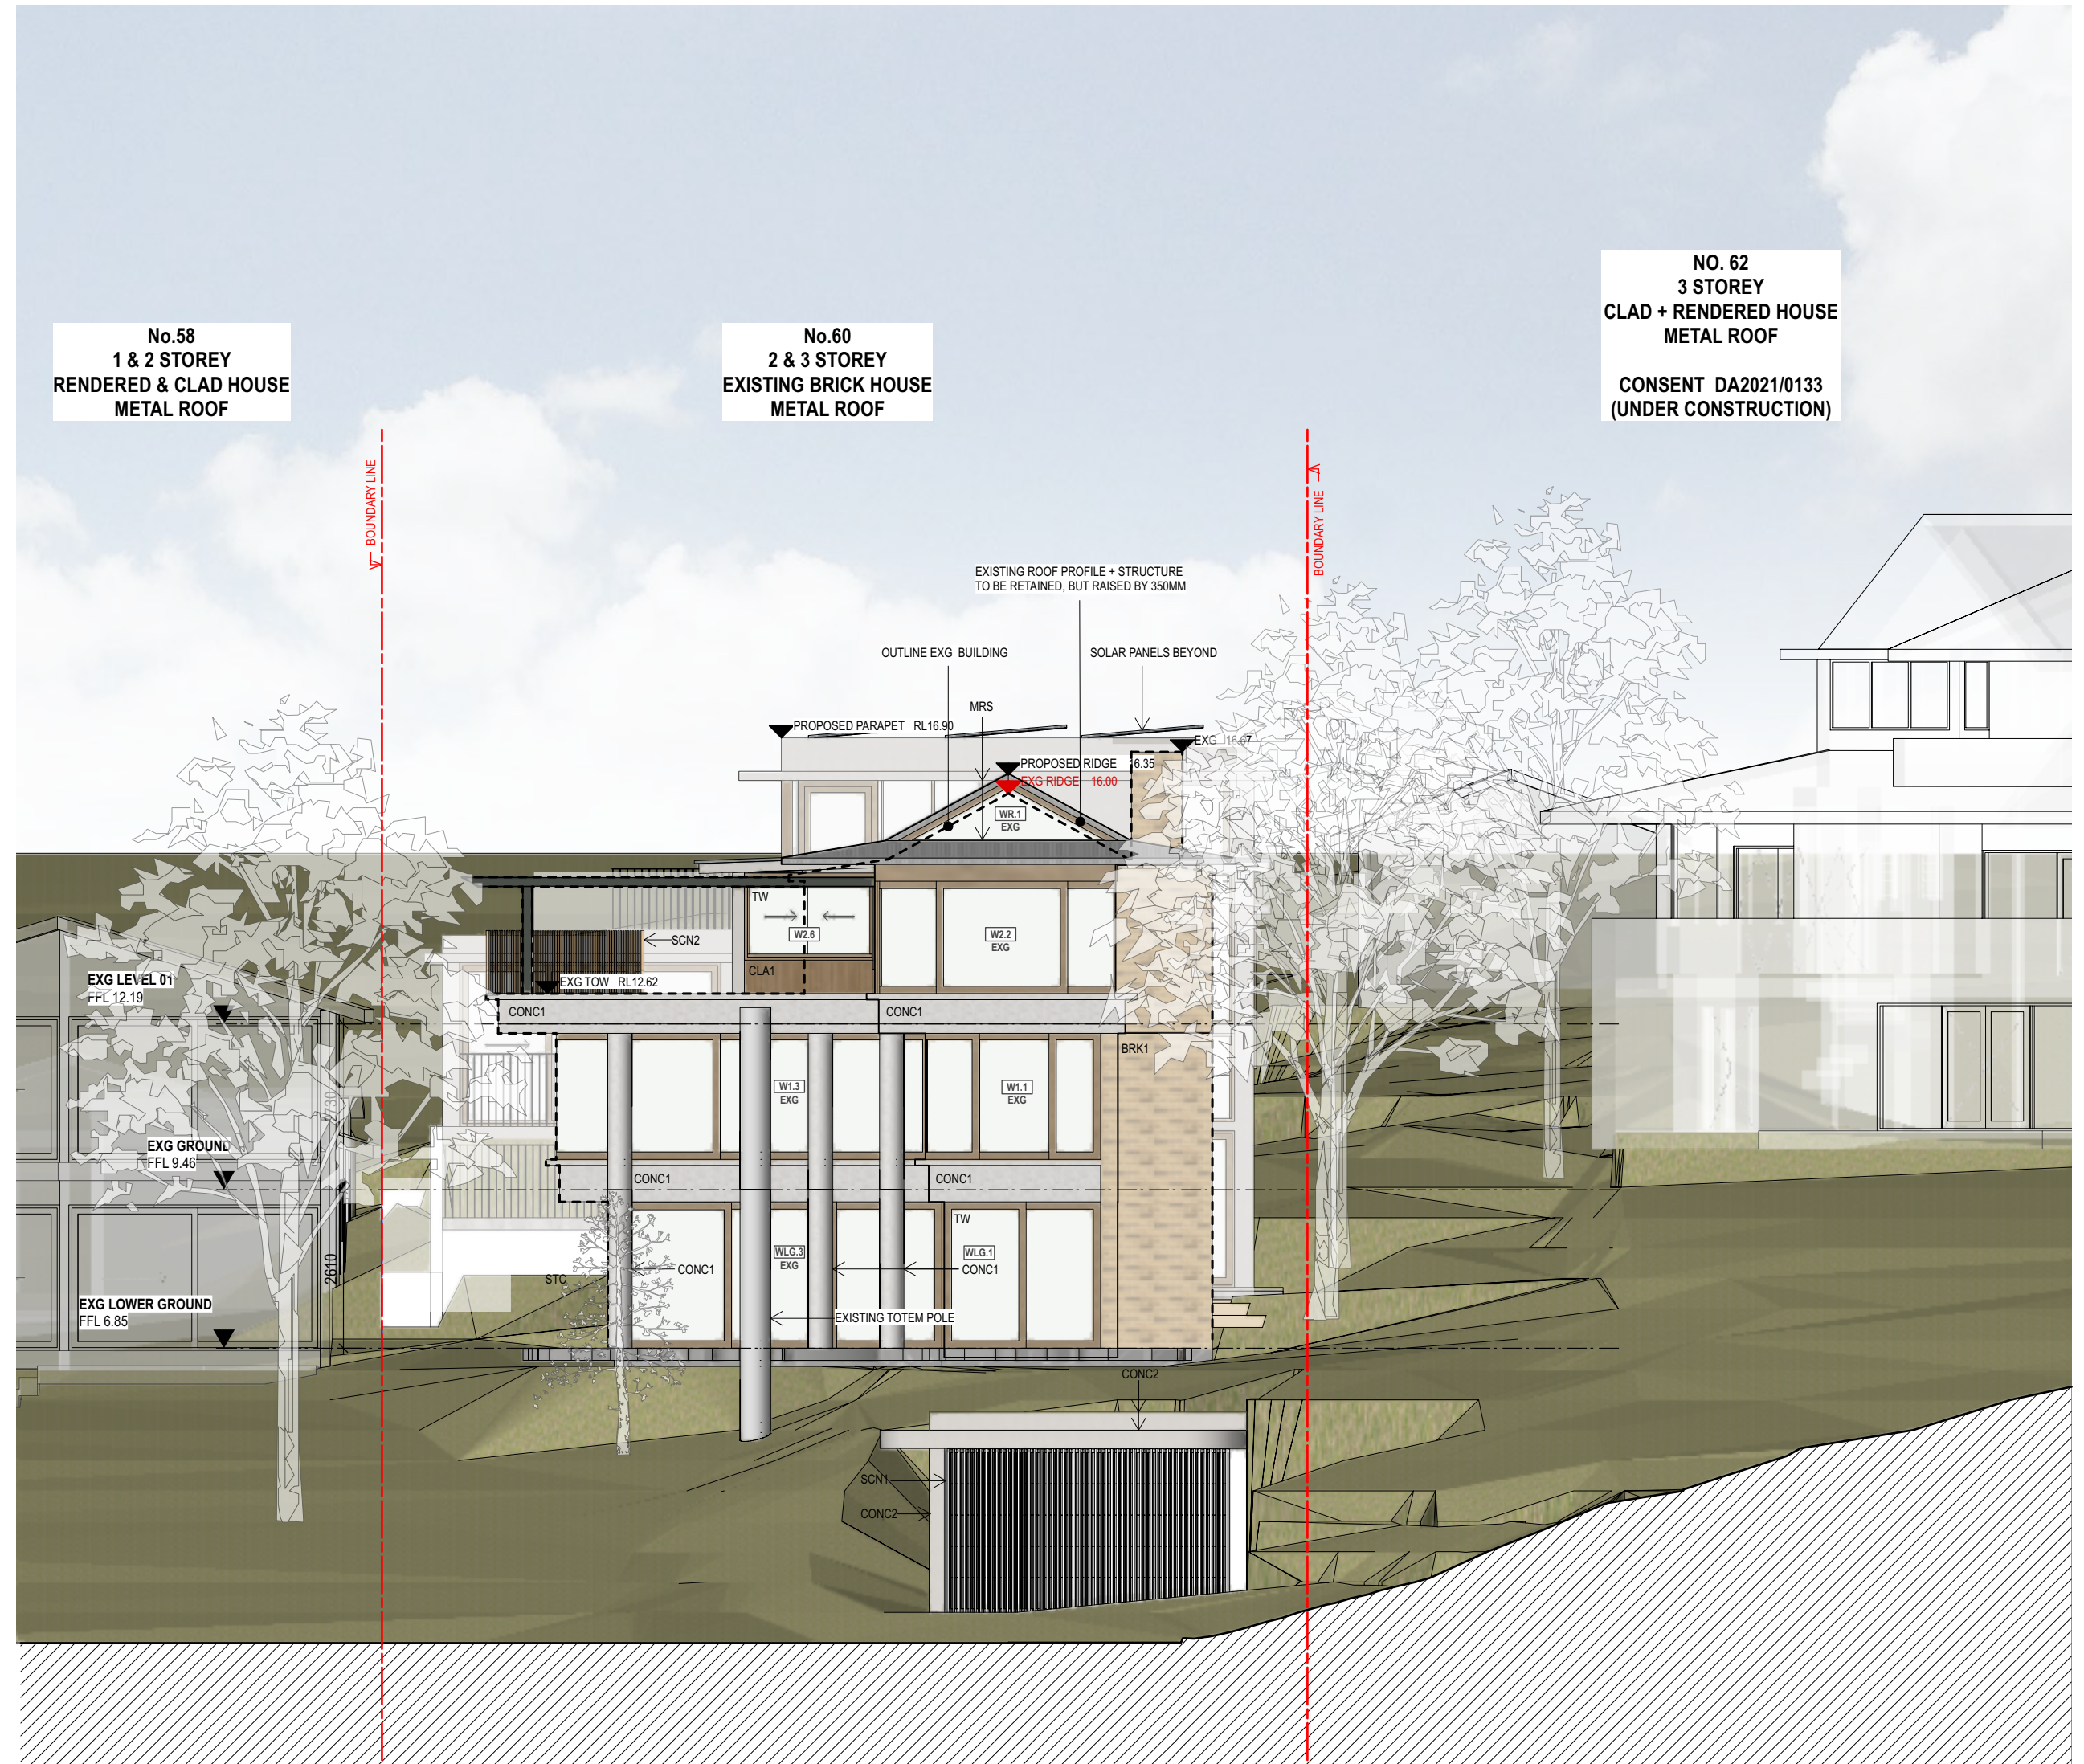 NO. 62
3 STOREY
CLAD + RENDERED HOUSE
METAL ROOF
CONSENT DA2021/0133
(UNDER CONSTRUCTION)
No.58
1 & 2 STOREY
RENDERED & CLAD HOUSE
METAL ROOF
No.60
2 & 3 STOREY
EXISTING BRICK HOUSE
METAL ROOF
BOUNDARY LINE
BOUNDARY LINE
EXISTING ROOF PROFILE + STRUCTURE
TO BE RETAINED, BUT RAISED BY 350MM
OUTLINE EXG BUILDING
SOLAR PANELS BEYOND
MRS
PROPOSED PARAPET RL16.90
EXG
PROPOSED RIDGE 6.35
EXG RIDGE 16.00
WR.1
EXG
TW
W2.6
W2.2
EXG
SCN2
CLA1
EXG TOW RL12.62
EXG LEVEL 01
FFL 12.19
CONC1
CONC1
BRK1
W1.3
EXG
W1.1
EXG
2730
EXG GROUND
FFL 9.46
CONC1
CONC1
TW
WLG.3
EXG
WLG.1
CONC1
CONC1
STC
2610
EXG LOWER GROUND
FFL 6.85
EXISTING TOTEM POLE
CONC2
SCN1
CONC2